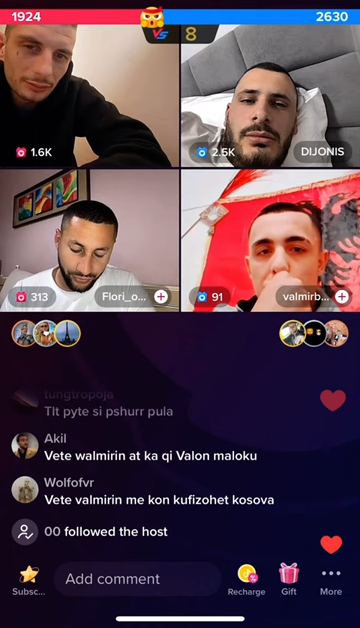 1924
2630
VS
8
1.6K
2.5K
DIJONIS
313
Flori_o...
91
valmirb...
tungtropoja
Tlt pyte si pshurr pula
Akil
Vete walmirin at ka qi Valon maloku
Wolfofvr
Vete valmirin me kon kufizohet kosova
00 followed the host
Subsc...
Add comment
Recharge
Gift
More